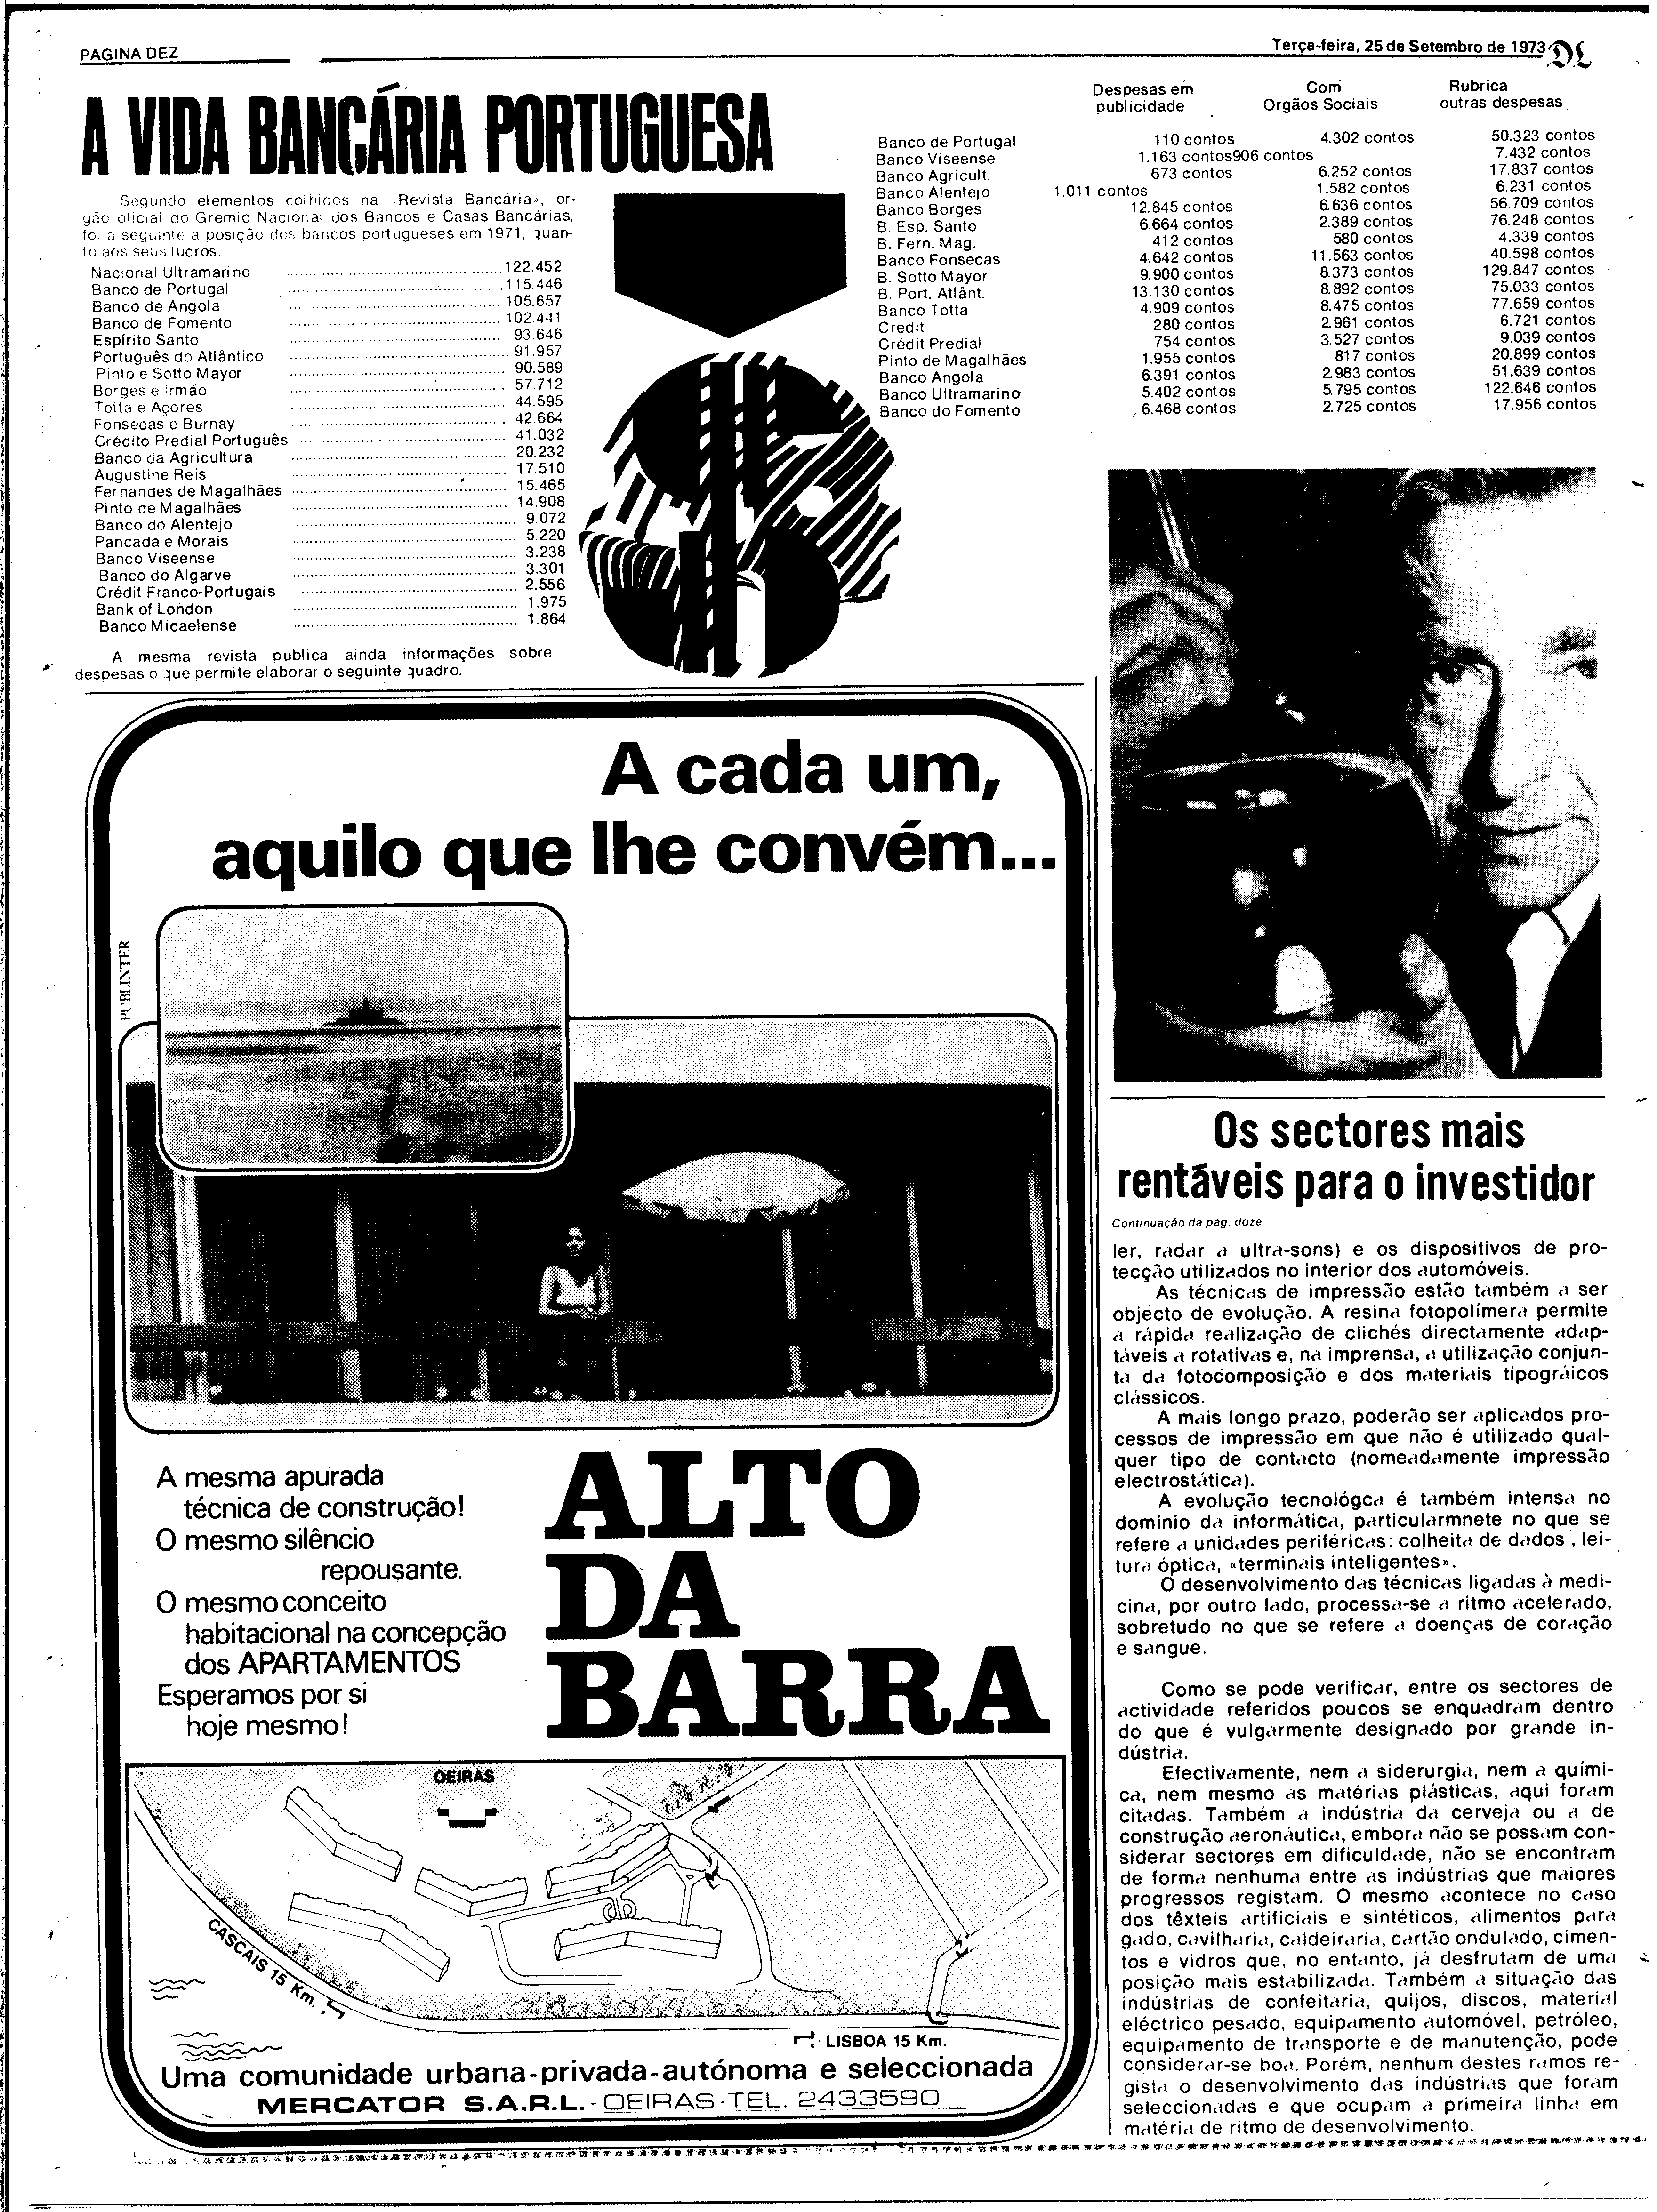 PAGINA DEZ
Terça-feira, 25 de Setembro de 1973 DL
A VIDA BANCÁRIA PORTUGUESA
Segundo elementos colhidos na «Revista Bancária», or-
gão oficial do Grémio Nacional dos Bancos e Casas Bancárias,
foi a seguinte a posição dos bancos portugueses em 1971, quan-
to aos seus lucros:
Nacional Ultramarino 122.452
Banco de Portugal 115.446
Banco de Angola 105.657
Banco de Fomento 102.441
Espírito Santo 93.646
Português do Atlântico 91.957
Pinto e Sotto Mayor 90.589
Borges e Irmão 57.712
Totta e Açores 44.595
Fonsecas e Burnay 42.664
Crédito Predial Português 41.032
Banco da Agricultura 20.232
Augustine Reis 17.510
Fernandes de Magalhães 15.465
Pinto de Magalhães 14.908
Banco do Alentejo 9.072
Pancada e Morais 5.220
Banco Viseense 3.238
Banco do Algarve 3.301
Crédit Franco-Portugais 2.556
Bank of London 1.975
Banco Micaelense 1.864
A mesma revista publica ainda informações sobre
despesas o que permite elaborar o seguinte quadro.
Despesas em publicidade Com Orgãos Sociais Rubrica outras despesas
Banco de Portugal 110 contos 4.302 contos 50.323 contos
Banco Viseense 1.163 contos 906 contos 7.432 contos
Banco Agricult. 673 contos 6.252 contos 17.837 contos
Banco Alentejo 1.011 contos 1.582 contos 6.231 contos
Banco Borges 12.845 contos 6.636 contos 56.709 contos
B. Esp. Santo 6.664 contos 2.389 contos 76.248 contos
B. Fern. Mag. 412 contos 580 contos 4.339 contos
Banco Fonsecas 4.642 contos 11.563 contos 40.598 contos
B. Sotto Mayor 9.900 contos 8.373 contos 129.847 contos
B. Port. Atlânt. 13.130 contos 8.892 contos 75.033 contos
Banco Totta 4.909 contos 8.475 contos 77.659 contos
Credit 280 contos 2.961 contos 6.721 contos
Crédit Predial 754 contos 3.527 contos 9.039 contos
Pinto de Magalhães 1.955 contos 817 contos 20.899 contos
Banco Angola 6.391 contos 2.983 contos 51.639 contos
Banco Ultramarino 5.402 contos 5.795 contos 122.646 contos
Banco do Fomento 6.468 contos 2.725 contos 17.956 contos
A cada um,
aquilo que lhe convém...
PUBLINTER
A mesma apurada
técnica de construção!
O mesmo silêncio
repousante.
O mesmo conceito
habitacional na concepção
dos APARTAMENTOS
Esperamos por si
hoje mesmo!
ALTO
DA
BARRA
OEIRAS
CASCAIS 15 Km.
LISBOA 15 Km.
Uma comunidade urbana-privada-autónoma e seleccionada
MERCATOR S.A.R.L. - OEIRAS - TEL. 2433590
Os sectores mais
rentáveis para o investidor
Continuação da pag. doze
ler, radar a ultra-sons) e os dispositivos de pro-
tecção utilizados no interior dos automóveis.
As técnicas de impressão estão também a ser
objecto de evolução. A resina fotopolímera permite
a rápida realização de clichés directamente adap-
táveis a rotativas e, na imprensa, a utilização conjun-
ta da fotocomposição e dos materiais tipográicos
clássicos.
A mais longo prazo, poderão ser aplicados pro-
cessos de impressão em que não é utilizado qual-
quer tipo de contacto (nomeadamente impressão
electrostática).
A evolução tecnológca é também intensa no
domínio da informática, particularmnete no que se
refere a unidades periféricas: colheita de dados , lei-
tura óptica, «terminais inteligentes».
O desenvolvimento das técnicas ligadas à medi-
cina, por outro lado, processa-se a ritmo acelerado,
sobretudo no que se refere a doenças de coração
e sangue.
Como se pode verificar, entre os sectores de
actividade referidos poucos se enquadram dentro
do que é vulgarmente designado por grande in-
dústria.
Efectivamente, nem a siderurgia, nem a quími-
ca, nem mesmo as matérias plásticas, aqui foram
citadas. Também a indústria da cerveja ou a de
construção aeronáutica, embora não se possam con-
siderar sectores em dificuldade, não se encontram
de forma nenhuma entre as indústrias que maiores
progressos registam. O mesmo acontece no caso
dos têxteis artificiais e sintéticos, alimentos para
gado, cavilharia, caldeiraria, cartão ondulado, cimen-
tos e vidros que, no entanto, já desfrutam de uma
posição mais estabilizada. Também a situação das
indústrias de confeitaria, quijos, discos, material
eléctrico pesado, equipamento automóvel, petróleo,
equipamento de transporte e de manutenção, pode
considerar-se boa. Porém, nenhum destes ramos re-
gista o desenvolvimento das indústrias que foram
seleccionadas e que ocupam a primeira linha em
matéria de ritmo de desenvolvimento.